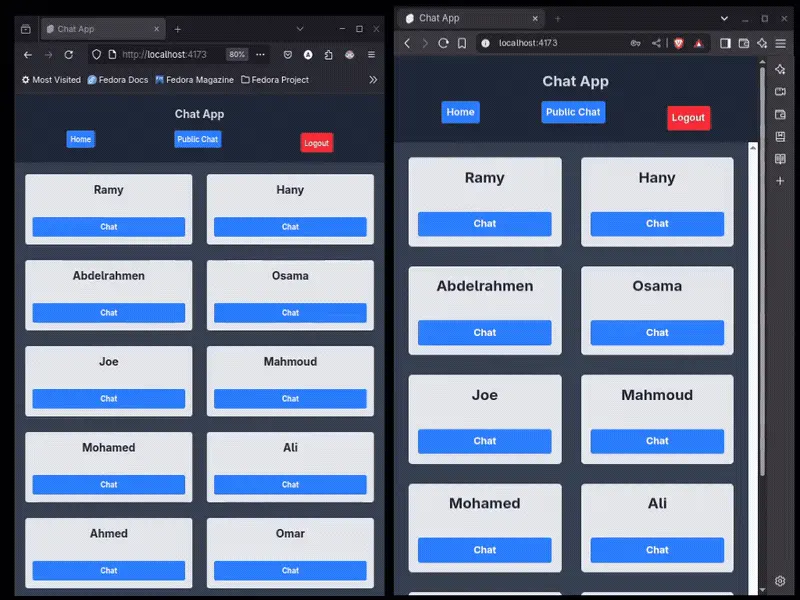 Chat App
http://localhost:4173
80%
Most Visited
Fedora Docs
Fedora Magazine
Fedora Project
Chat App
Home
Public Chat
Logout
Ramy
Hany
Chat
Chat
Abdelrahmen
Osama
Chat
Chat
Joe
Mahmoud
Chat
Chat
Mohamed
Ali
Chat
Chat
Ahmed
Omar
Chat
Chat
Chat App
localhost:4173
Chat App
Home
Public Chat
Logout
Ramy
Hany
Chat
Chat
Abdelrahmen
Osama
Chat
Chat
Joe
Mahmoud
Chat
Chat
Mohamed
Ali
Chat
Chat